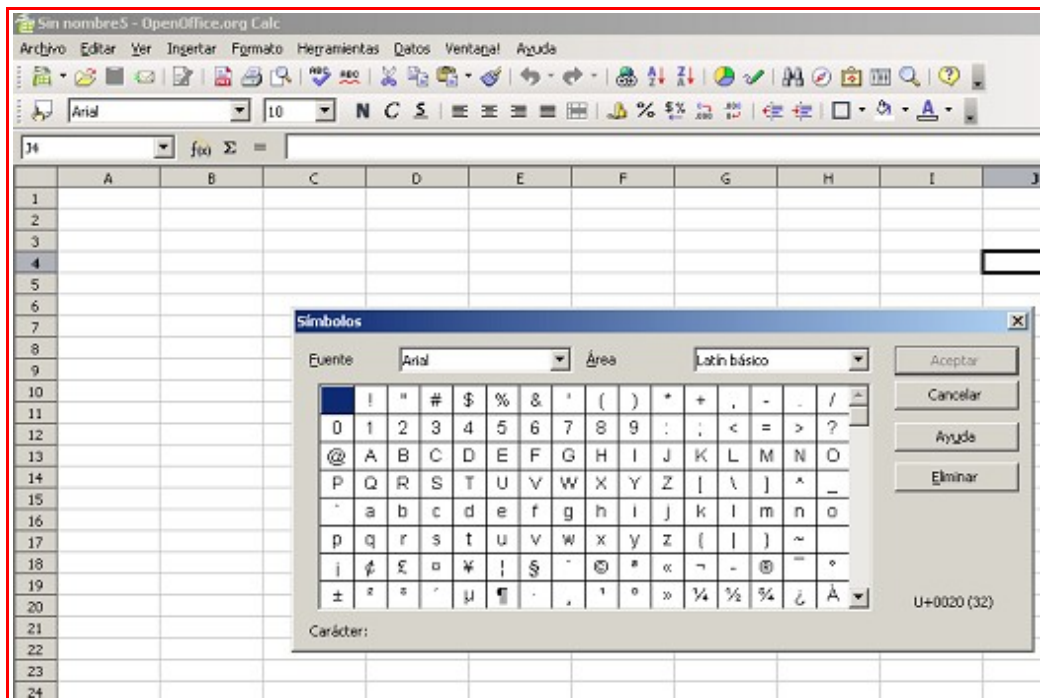 Sin nombre5 - OpenOffice.org Calc
Archivo Editar Ver Insertar Formato Herramientas Datos Ventana! Ayuda
Arial 10 N C S
J4 f(x) Σ =
A B C D E F G H I J
1
2
3
4
5
6
7
8
9
10
11
12
13
14
15
16
17
18
19
20
21
22
23
24
Símbolos
Fuente Arial Área Latín básico Aceptar
Cancelar
Ayuda
Eliminar
! " # $ % & ' ( ) * + , - . /
0 1 2 3 4 5 6 7 8 9 : ; < = > ?
@ A B C D E F G H I J K L M N O
P Q R S T U V W X Y Z [ \ ] ^ _
` a b c d e f g h i j k l m n o
p q r s t u v w x y z { | } ~
¡ ¢ £ ¤ ¥ ¦ § ¨ © ª « ¬ - ® ¯ °
± ² ³ ´ µ ¶ · ¸ ¹ º » ¼ ½ ¾ ¿ À
U+0020 (32)
Carácter: